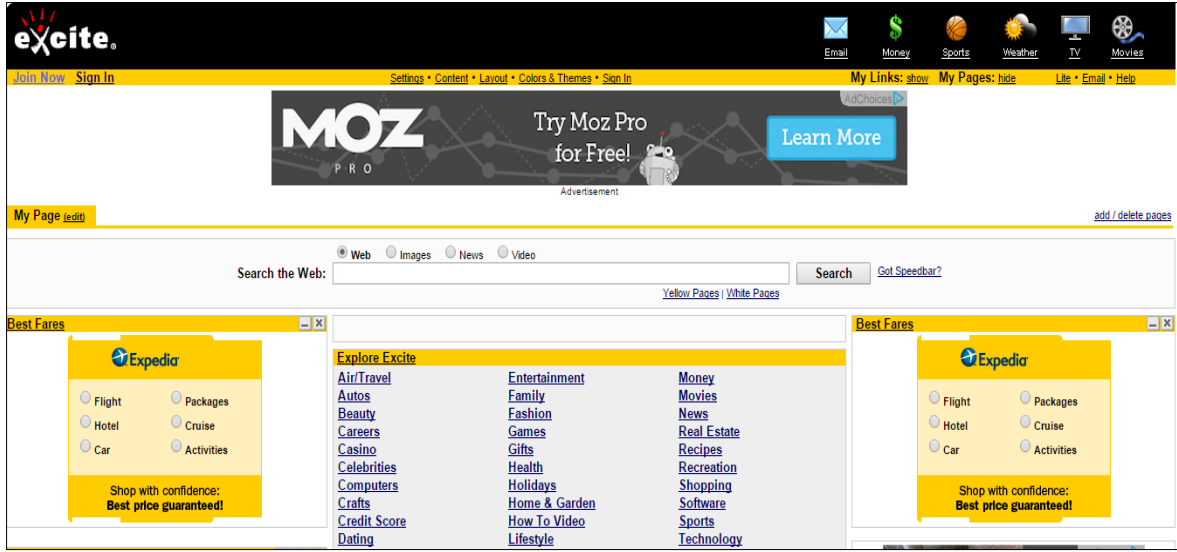 excite®
Email Money Sports Weather TV Movies
Join Now Sign In Settings • Content • Layout • Colors & Themes • Sign In My Links: show My Pages: hide Lite • Email • Help
AdChoices
MOZ
PRO
Try Moz Pro
for Free!
Learn More
Advertisement
My Page (edit) add / delete pages
Web Images News Video
Search the Web: Search Got Speedbar?
Yellow Pages | White Pages
Best Fares
Expedia
Flight Packages
Hotel Cruise
Car Activities
Shop with confidence:
Best price guaranteed!
Explore Excite
Air/Travel Entertainment Money
Autos Family Movies
Beauty Fashion News
Careers Games Real Estate
Casino Gifts Recipes
Celebrities Health Recreation
Computers Holidays Shopping
Crafts Home & Garden Software
Credit Score How To Video Sports
Dating Lifestyle Technology
Best Fares
Expedia
Flight Packages
Hotel Cruise
Car Activities
Shop with confidence:
Best price guaranteed!